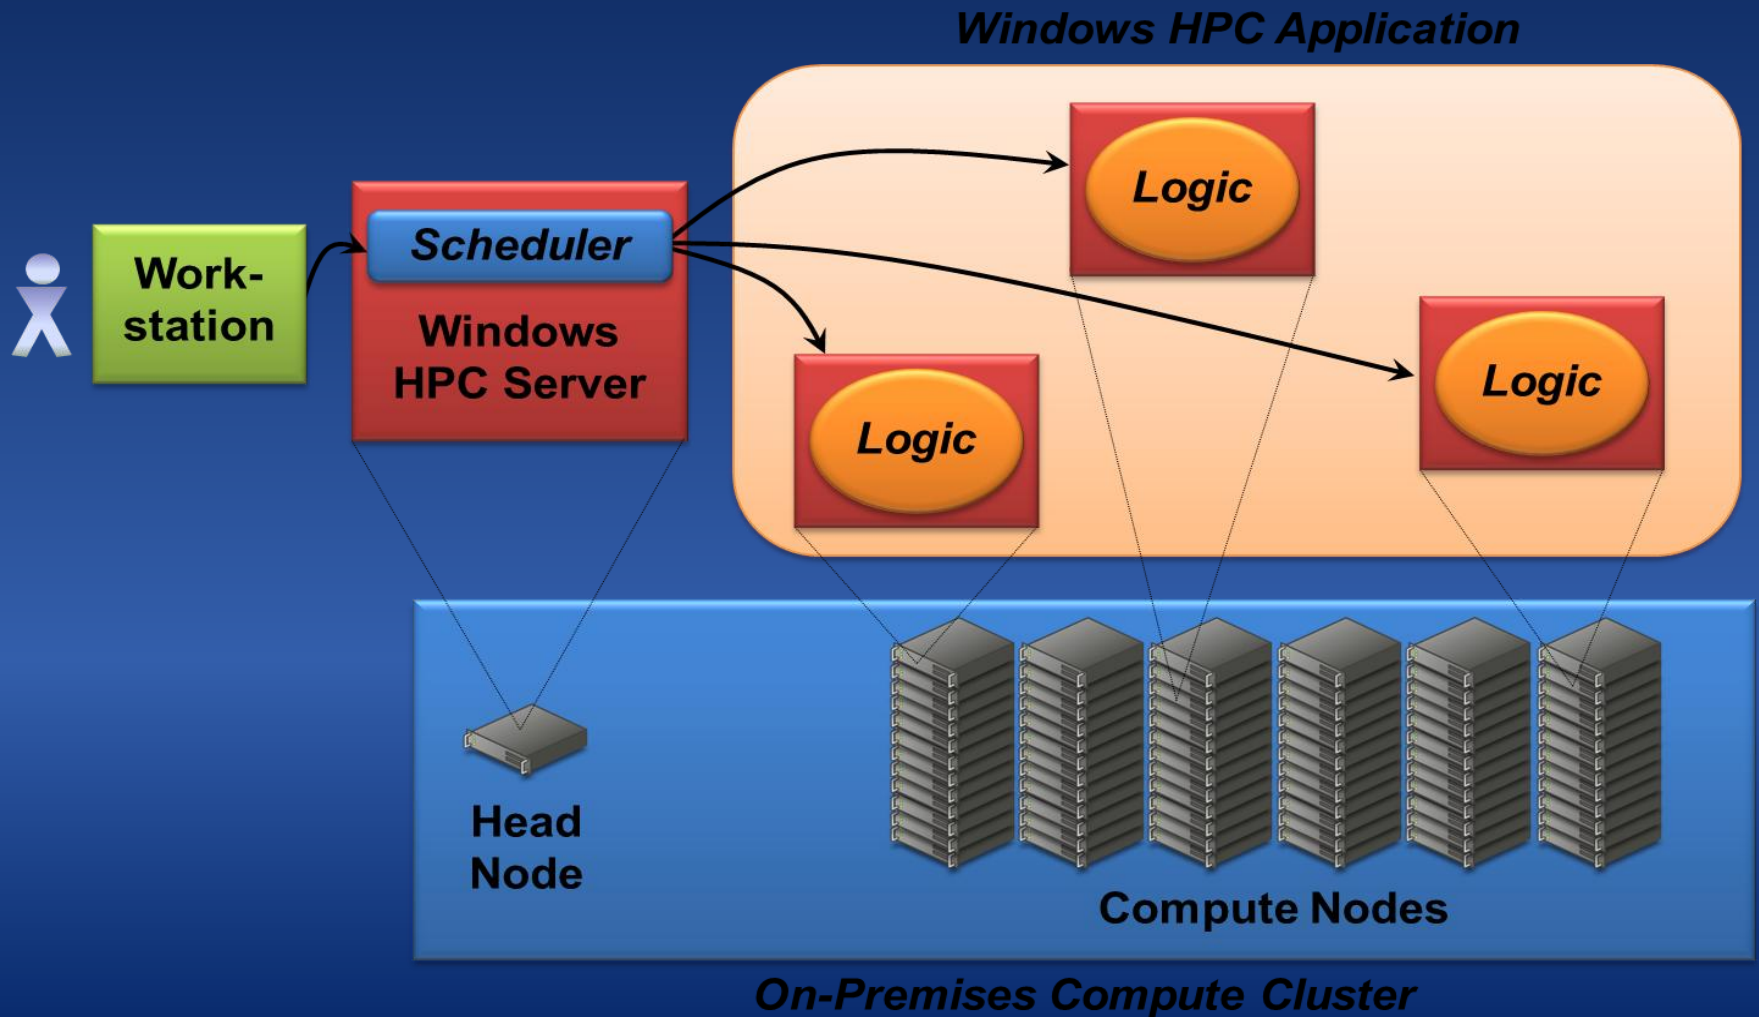 Windows HPC Application
Work-
station
Scheduler
Windows
HPC Server
Logic
Logic
Logic
Head
Node
Compute Nodes
On-Premises Compute Cluster